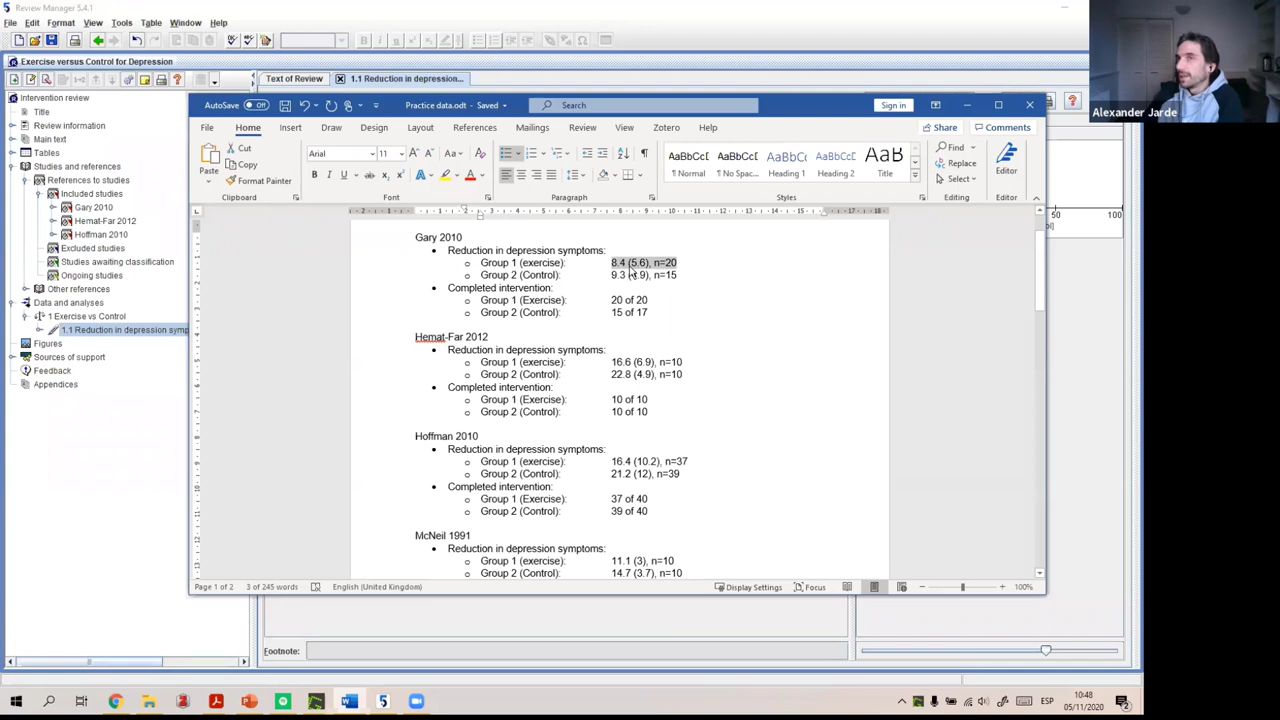 Review Manager 5.4.1
File Edit Format View Tools Table Window Help
Exercise versus Control for Depression
Text of Review
1.1 Reduction in depression...
Intervention review
Title
Review information
Main text
Tables
Studies and references
References to studies
Included studies
Gary 2010
Hemat-Far 2012
Hoffman 2010
Excluded studies
Studies awaiting classification
Ongoing studies
Other references
Data and analyses
1 Exercise vs Control
1.1 Reduction in depression symp
Figures
Sources of support
Feedback
Appendices
AutoSave Off
Practice data.odt - Saved
Search
Sign in
File Home Insert Draw Design Layout References Mailings Review View Zotero Help
Share Comments
Paste
Cut
Copy
Format Painter
Clipboard
Arial 11
Font
Paragraph
AaBbCcI AaBbCcI AaBbC( AaBbCcI AaB
¶ Normal ¶ No Spac... Heading 1 Heading 2 Title
Styles
Find
Replace
Select
Editing
Editor
Editor
Gary 2010
Reduction in depression symptoms:
Group 1 (exercise): 8.4 (5.6), n=20
Group 2 (Control): 9.3 .9), n=15
Completed intervention:
Group 1 (Exercise): 20 of 20
Group 2 (Control): 15 of 17
Hemat-Far 2012
Reduction in depression symptoms:
Group 1 (exercise): 16.6 (6.9), n=10
Group 2 (Control): 22.8 (4.9), n=10
Completed intervention:
Group 1 (Exercise): 10 of 10
Group 2 (Control): 10 of 10
Hoffman 2010
Reduction in depression symptoms:
Group 1 (exercise): 16.4 (10.2), n=37
Group 2 (Control): 21.2 (12), n=39
Completed intervention:
Group 1 (Exercise): 37 of 40
Group 2 (Control): 39 of 40
McNeil 1991
Reduction in depression symptoms:
Group 1 (exercise): 11.1 (3), n=10
Group 2 (Control): 14.7 (3.7), n=10
Page 1 of 2 3 of 245 words English (United Kingdom)
Display Settings Focus 100%
50 100
Footnote:
Alexander Jarde
ESP
10:48
05/11/2020